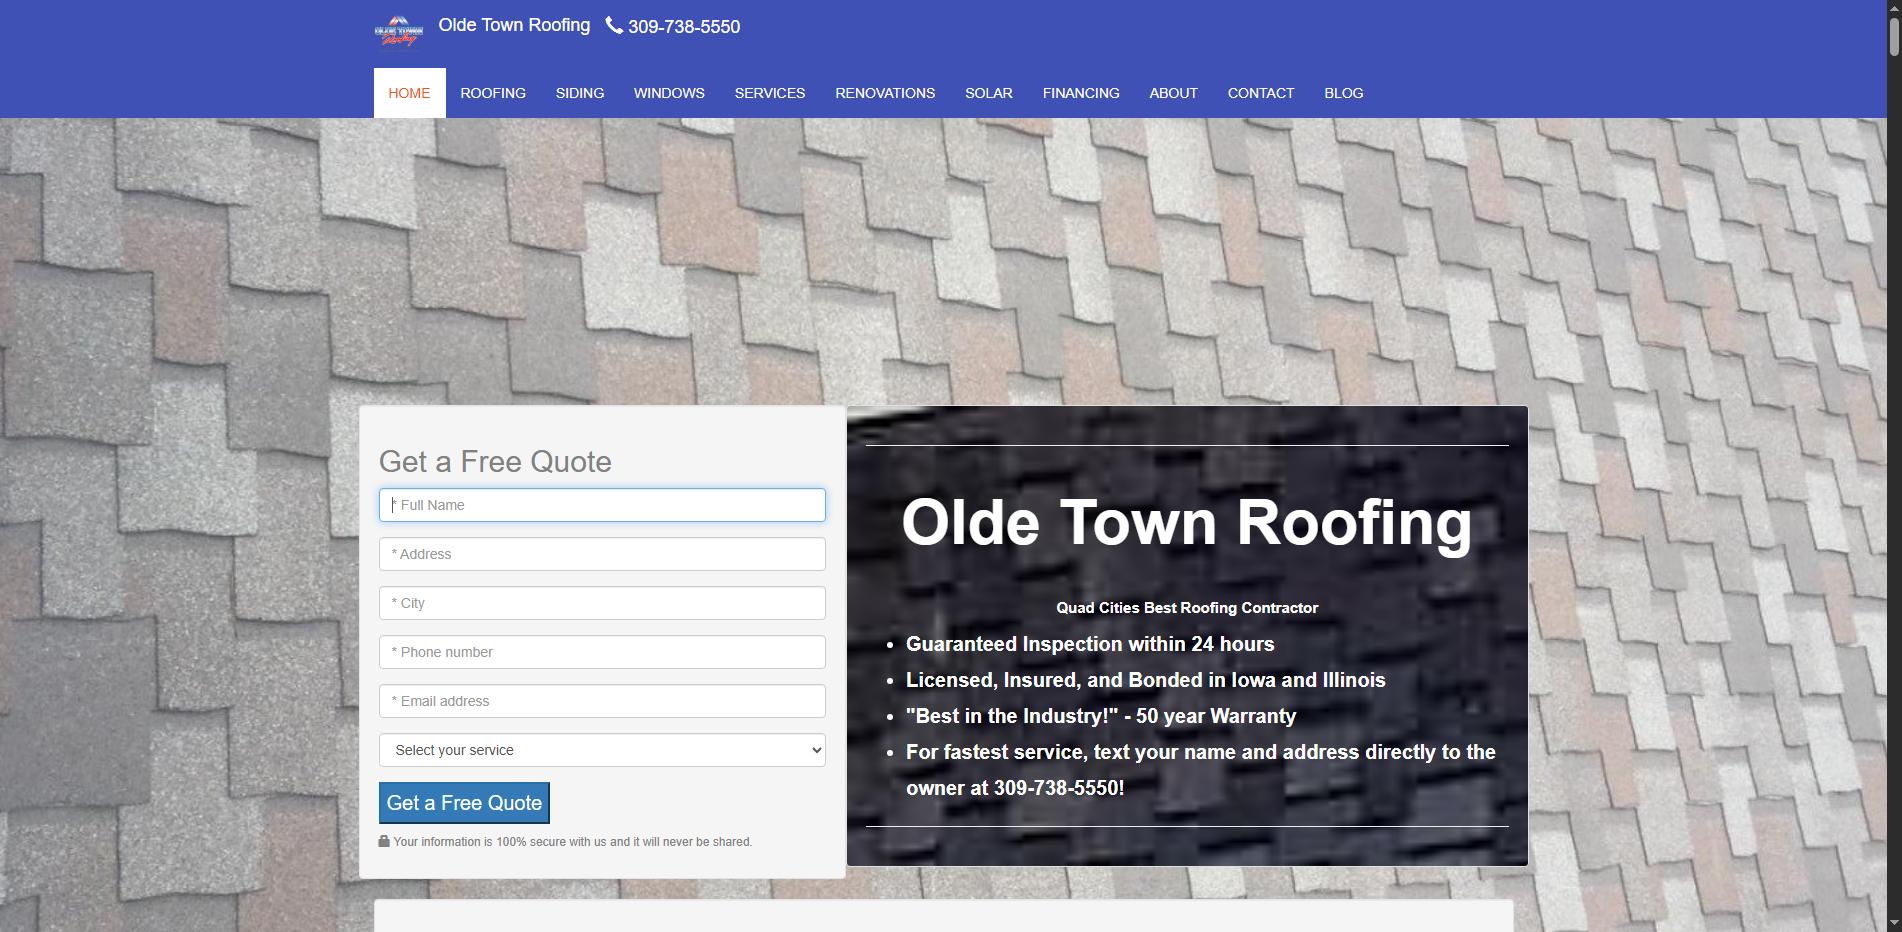 OLDE TOWN
Roofing
Olde Town Roofing 309-738-5550
HOME ROOFING SIDING WINDOWS SERVICES RENOVATIONS SOLAR FINANCING ABOUT CONTACT BLOG
Get a Free Quote
* Full Name
* Address
* City
* Phone number
* Email address
Select your service
Get a Free Quote
Your information is 100% secure with us and it will never be shared.
Olde Town Roofing
Quad Cities Best Roofing Contractor
• Guaranteed Inspection within 24 hours
• Licensed, Insured, and Bonded in Iowa and Illinois
• "Best in the Industry!" - 50 year Warranty
• For fastest service, text your name and address directly to the
owner at 309-738-5550!